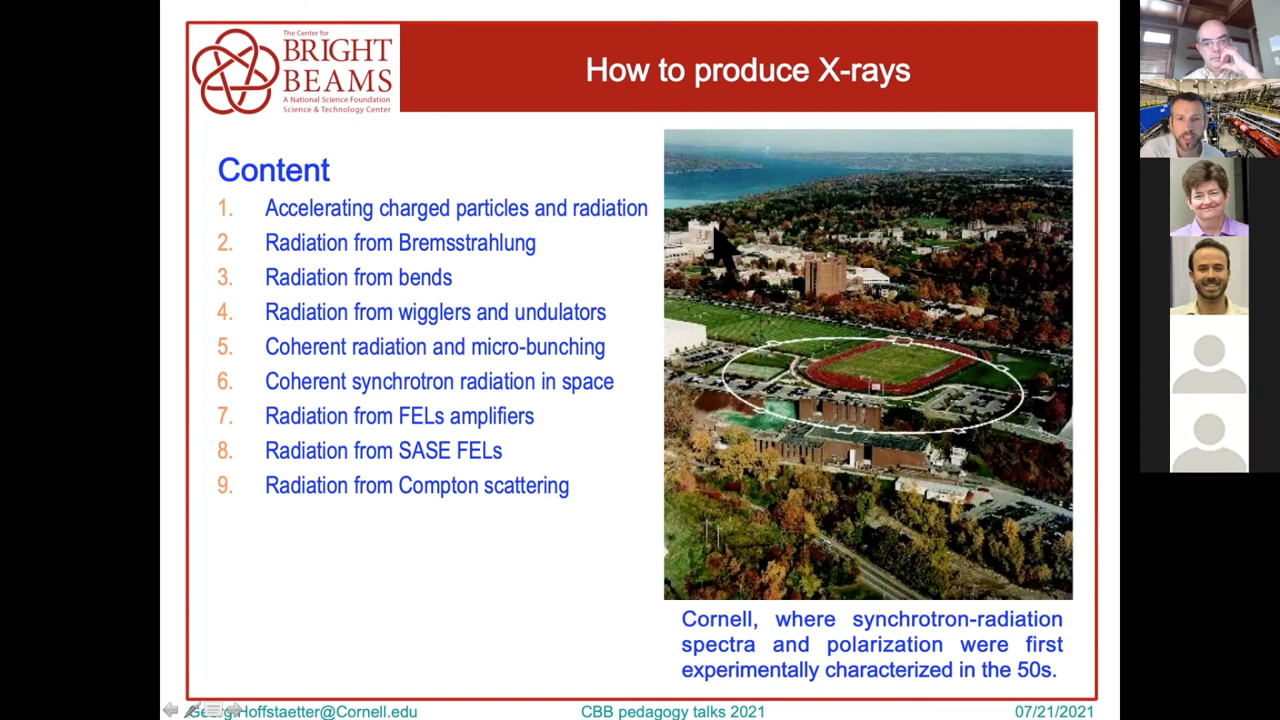 The Center for
BRIGHT
BEAMS
A National Science Foundation
Science & Technology Center
How to produce X-rays
Content
1. Accelerating charged particles and radiation
2. Radiation from Bremsstrahlung
3. Radiation from bends
4. Radiation from wigglers and undulators
5. Coherent radiation and micro-bunching
6. Coherent synchrotron radiation in space
7. Radiation from FELs amplifiers
8. Radiation from SASE FELs
9. Radiation from Compton scattering
Cornell, where synchrotron-radiation
spectra and polarization were first
experimentally characterized in the 50s.
Georg.Hoffstaetter@Cornell.edu
CBB pedagogy talks 2021
07/21/2021